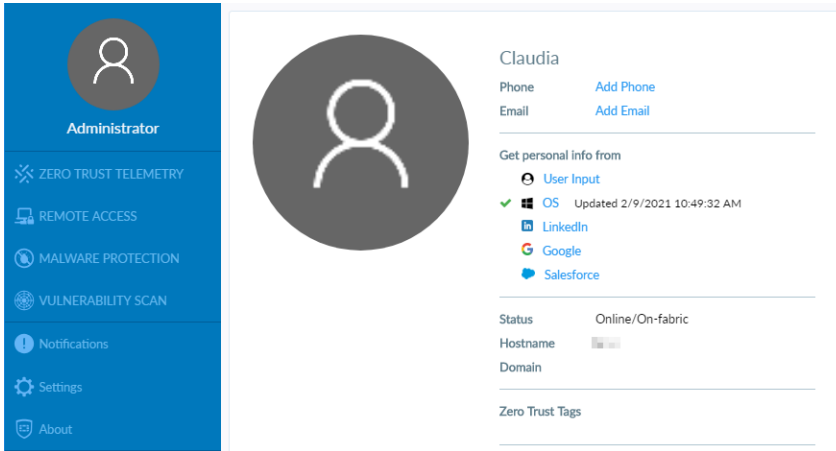 Administrator
ZERO TRUST TELEMETRY
REMOTE ACCESS
MALWARE PROTECTION
VULNERABILITY SCAN
Notifications
Settings
About
Claudia
Phone Add Phone
Email Add Email
Get personal info from
User Input
OS Updated 2/9/2021 10:49:32 AM
LinkedIn
Google
Salesforce
Status Online/On-fabric
Hostname
Domain
Zero Trust Tags